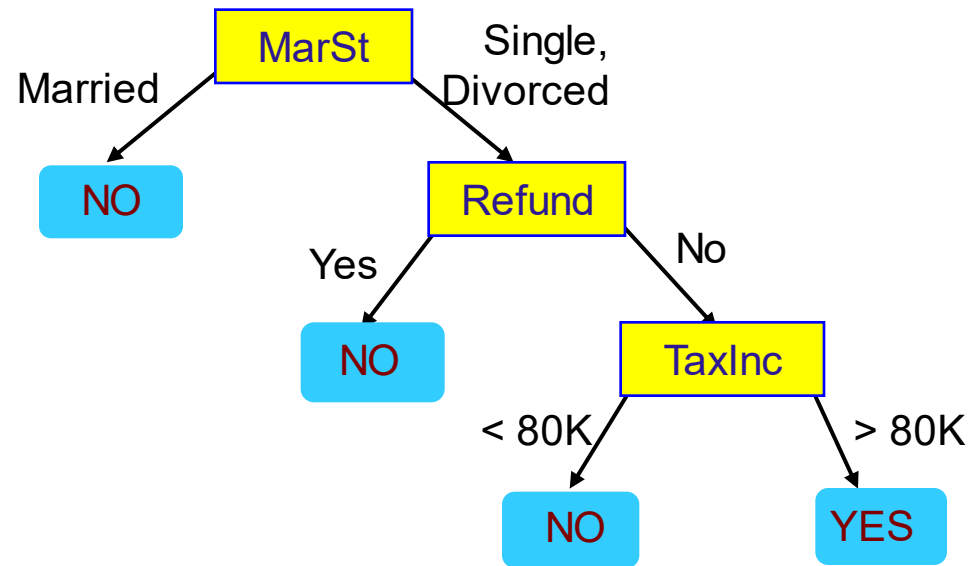 MarSt
Single,
Divorced
Married
NO
Refund
Yes
No
NO
TaxInc
< 80K
> 80K
NO
YES